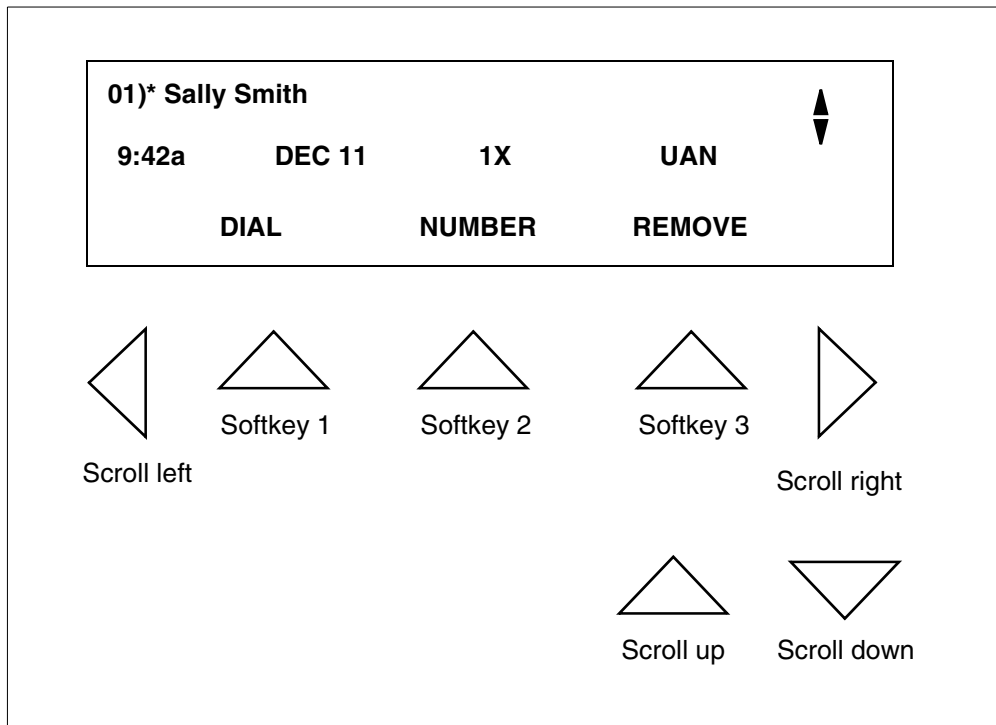 01)* Sally Smith
9:42a DEC 11 1X UAN
DIAL NUMBER REMOVE
Softkey 1 Softkey 2 Softkey 3
Scroll left Scroll right
Scroll up Scroll down